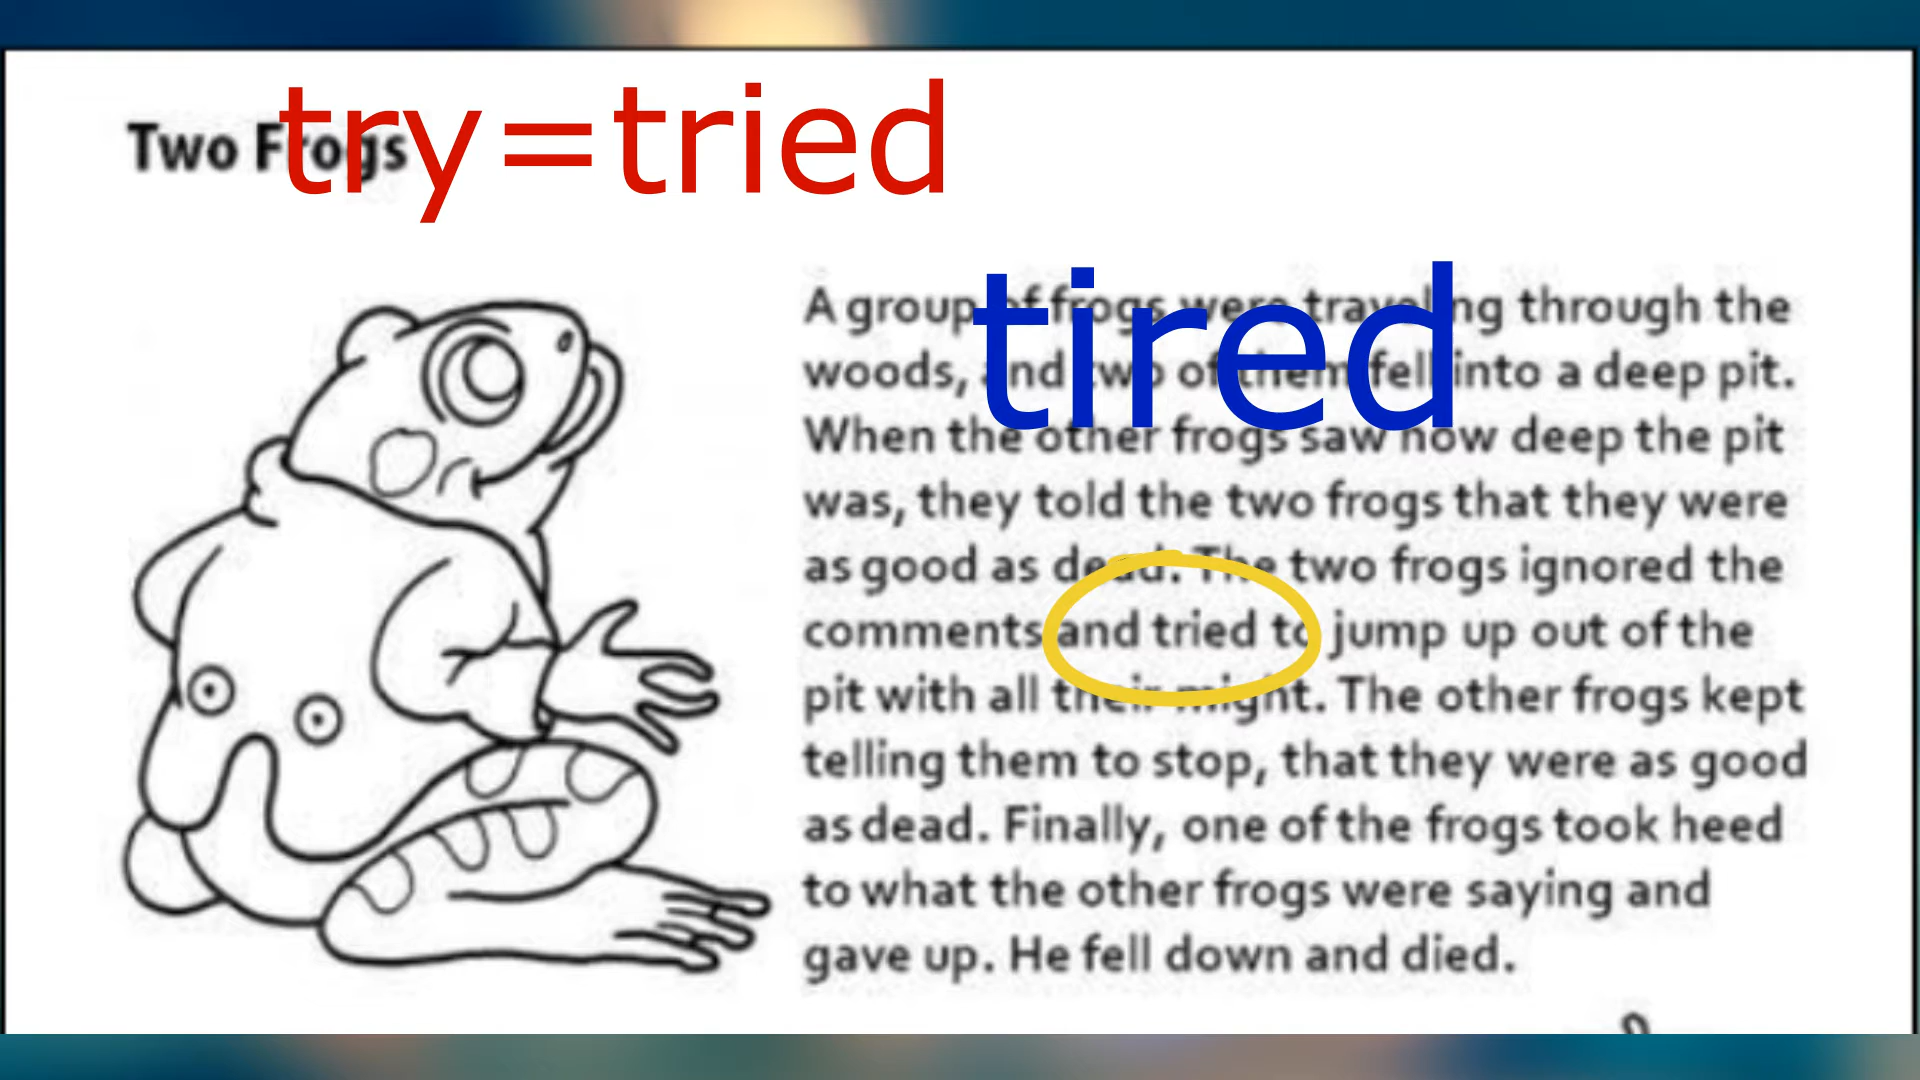 Two Frogs
try=tried
tired
A group of frogs were traveling through the
woods, and two of them fell into a deep pit.
When the other frogs saw how deep the pit
was, they told the two frogs that they were
as good as dead. The two frogs ignored the
comments and tried to jump up out of the
pit with all their might. The other frogs kept
telling them to stop, that they were as good
as dead. Finally, one of the frogs took heed
to what the other frogs were saying and
gave up. He fell down and died.